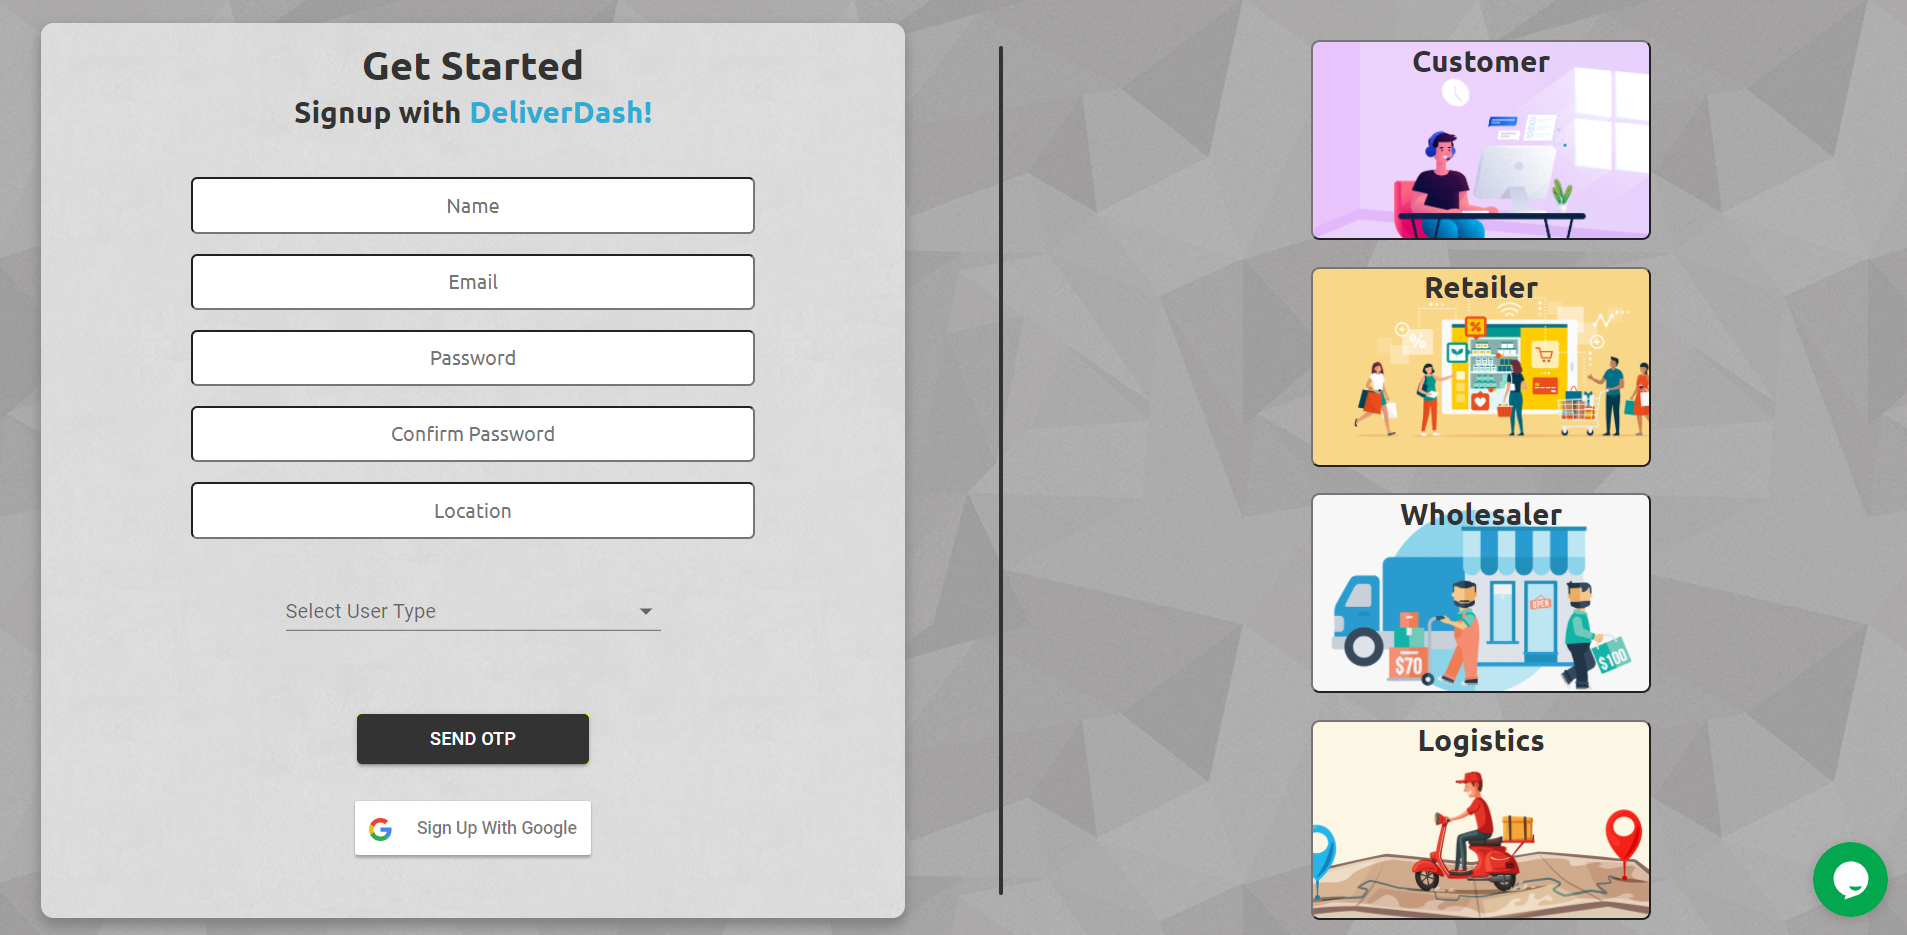 Get Started
Signup with DeliverDash!
Name
Email
Password
Confirm Password
Location
Select User Type
SEND OTP
Sign Up With Google
Customer
Retailer
%
%
Wholesaler
OPEN
$70
$100
Logistics